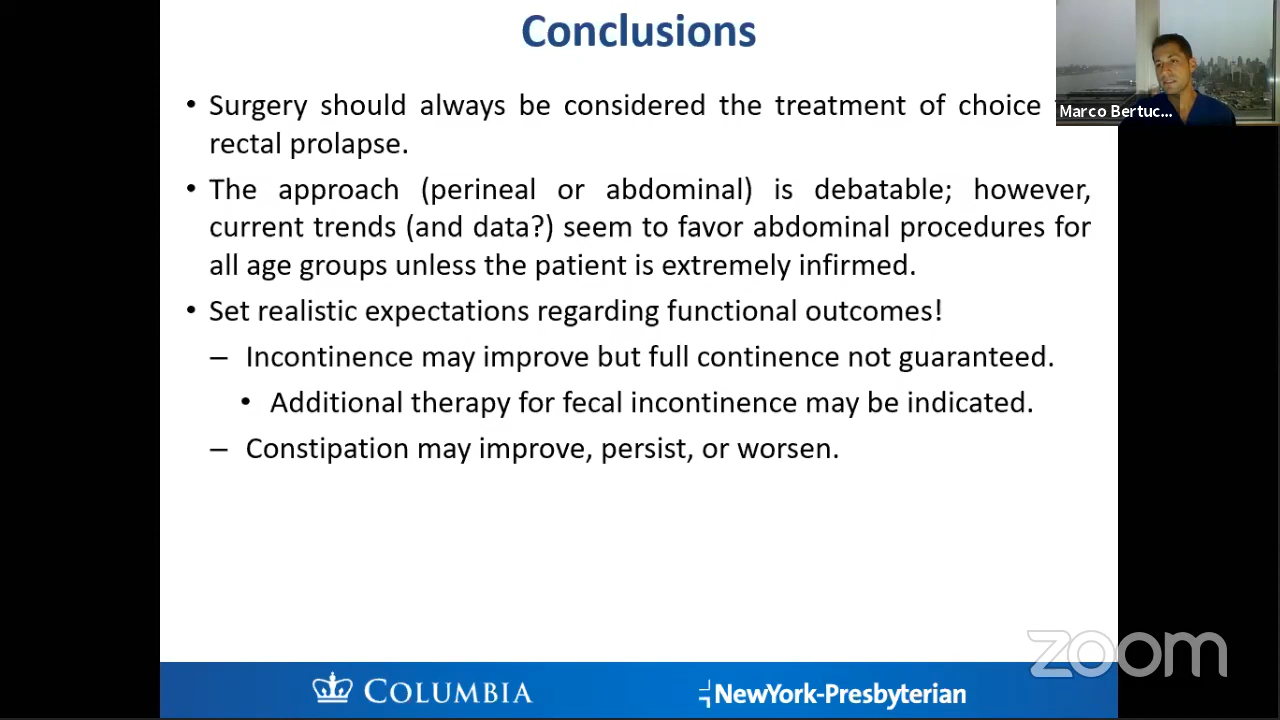 Conclusions
• Surgery should always be considered the treatment of choice
rectal prolapse.
• The approach (perineal or abdominal) is debatable; however,
current trends (and data?) seem to favor abdominal procedures for
all age groups unless the patient is extremely infirmed.
• Set realistic expectations regarding functional outcomes!
– Incontinence may improve but full continence not guaranteed.
• Additional therapy for fecal incontinence may be indicated.
– Constipation may improve, persist, or worsen.
Marco Bertuc...
zoom
COLUMBIA
NewYork-Presbyterian